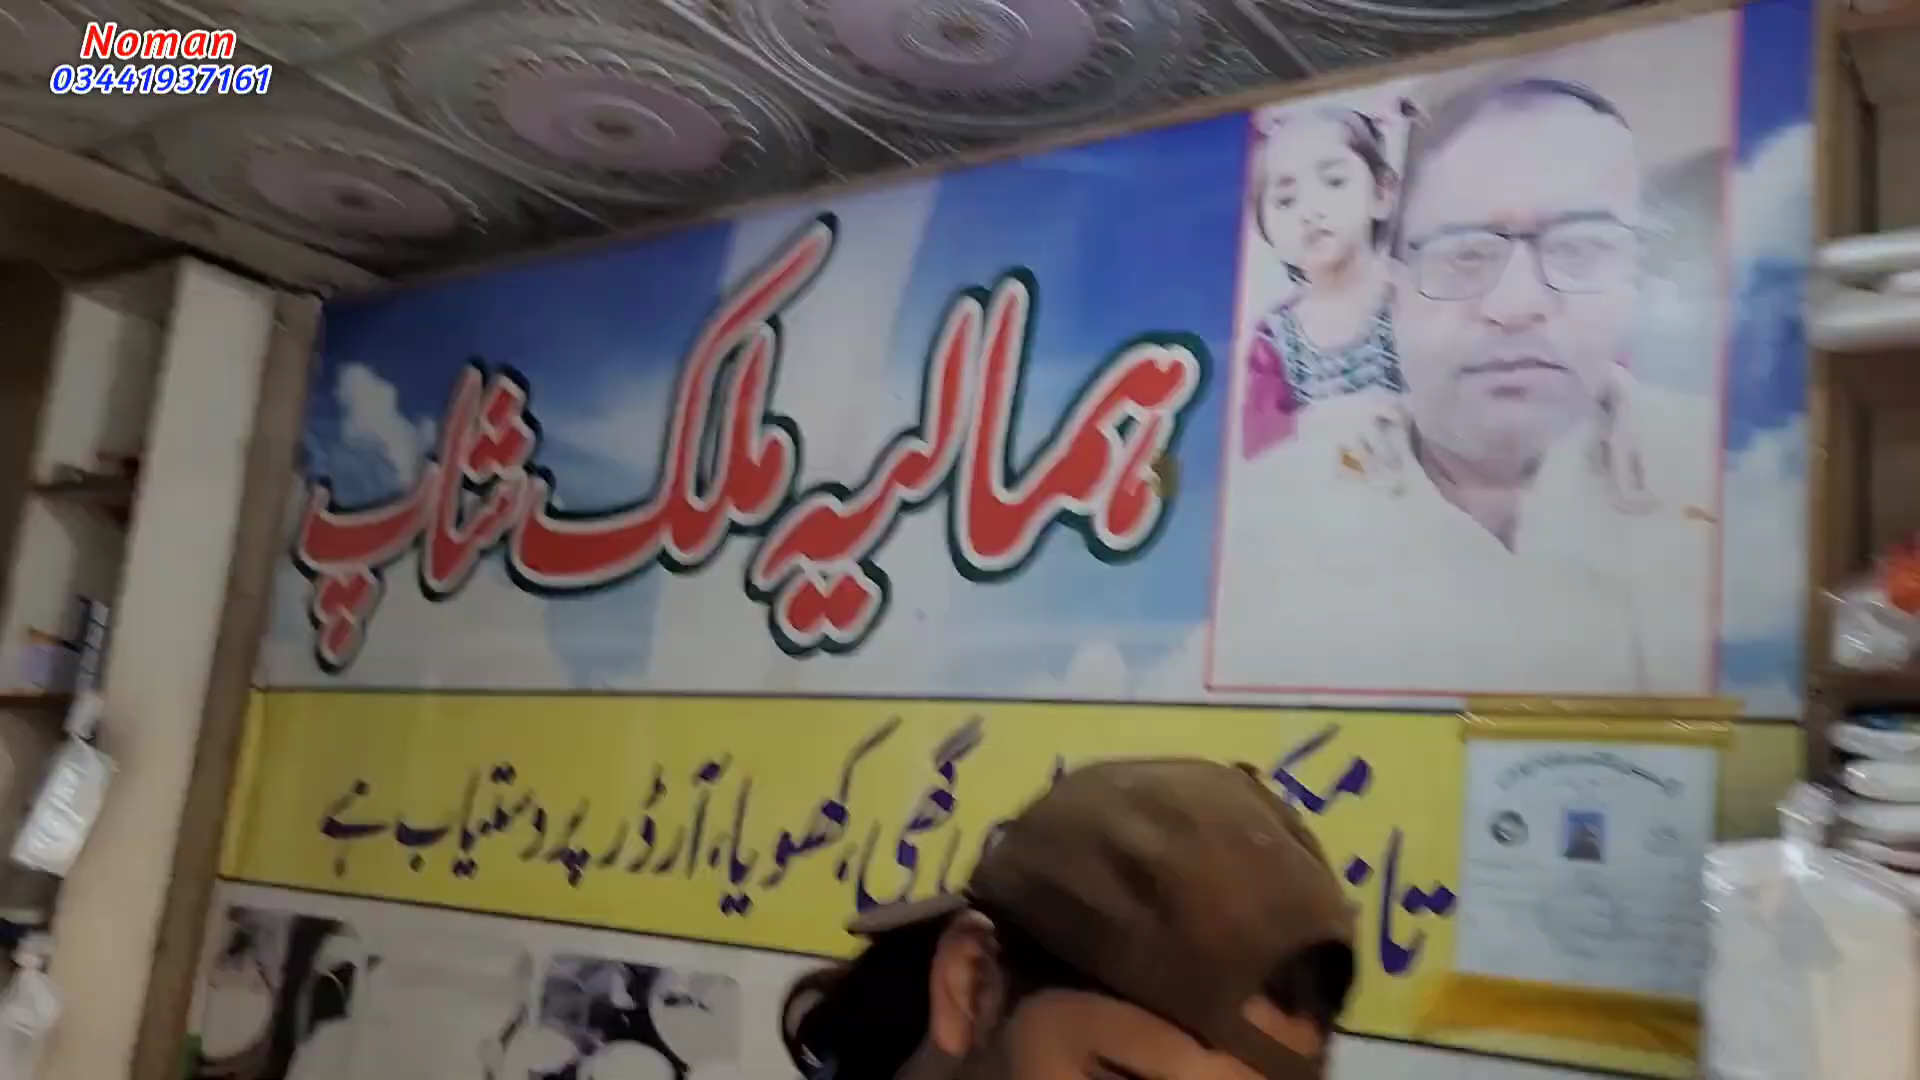 Noman
03441937161
ہمالیہ ملک شاپ
گھی، کھویا، آرڈر پر دستیاب ہے